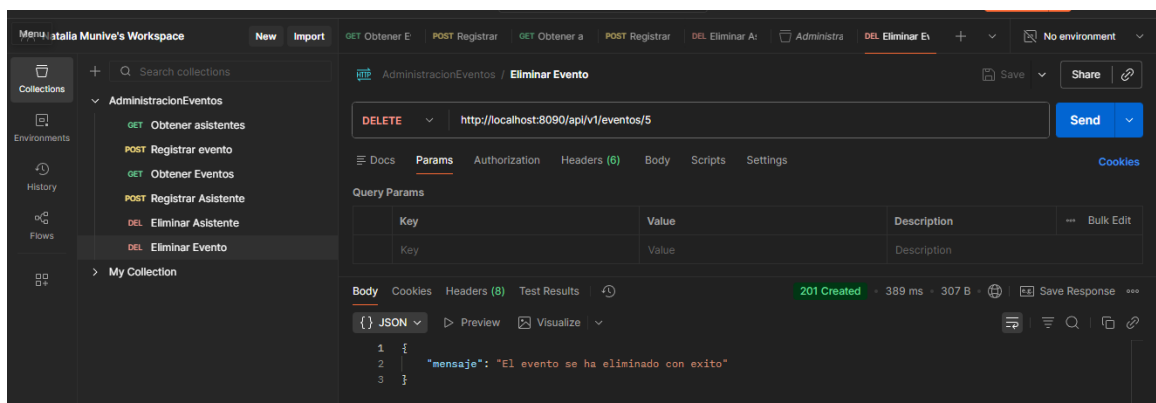 Menu Natalia Munive's Workspace New Import
GET Obtener E POST Registrar GET Obtener a POST Registrar DEL Eliminar A Administra DEL Eliminar Ev No environment
Collections
Environments
History
Flows
Search collections
AdministracionEventos
GET Obtener asistentes
POST Registrar evento
GET Obtener Eventos
POST Registrar Asistente
DEL Eliminar Asistente
DEL Eliminar Evento
My Collection
HTTP AdministracionEventos / Eliminar Evento Save Share
DELETE http://localhost:8090/api/v1/eventos/5 Send
Docs Params Authorization Headers (6) Body Scripts Settings Cookies
Query Params
Key Value Description Bulk Edit
Key Value Description
Body Cookies Headers (8) Test Results 201 Created 389 ms 307 B e.g. Save Response
{} JSON Preview Visualize
1 {
2 "mensaje": "El evento se ha eliminado con exito"
3 }